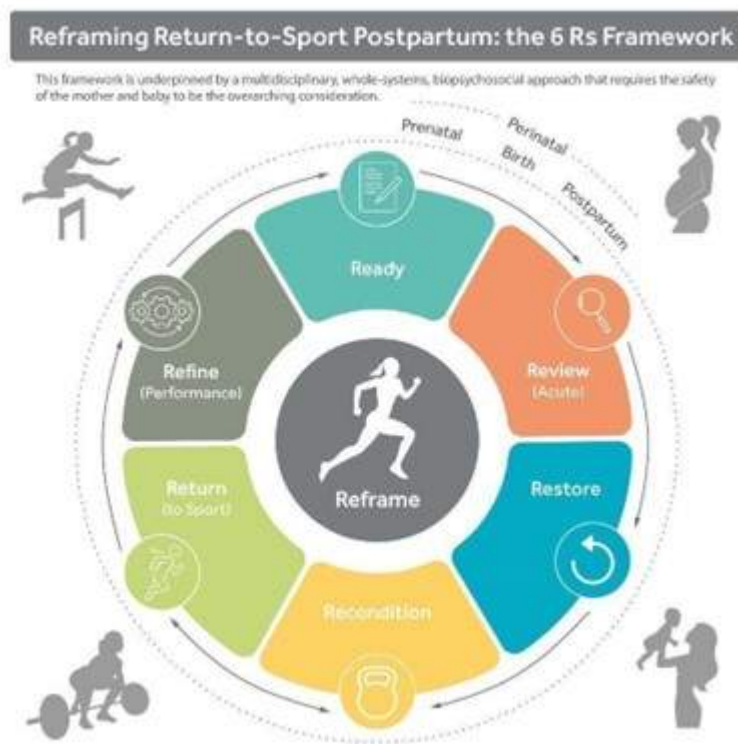 Reframing Return-to-Sport Postpartum: the 6 Rs Framework
This framework is underpinned by a multidisciplinary, whole-systems, biopsychosocial approach that requires the safety
of the mother and baby to be the overarching consideration.
Prenatal
Perinatal
Birth
Postpartum
Ready
Review
(Acute)
Restore
Recondition
Return
(to Sport)
Refine
(Performance)
Reframe